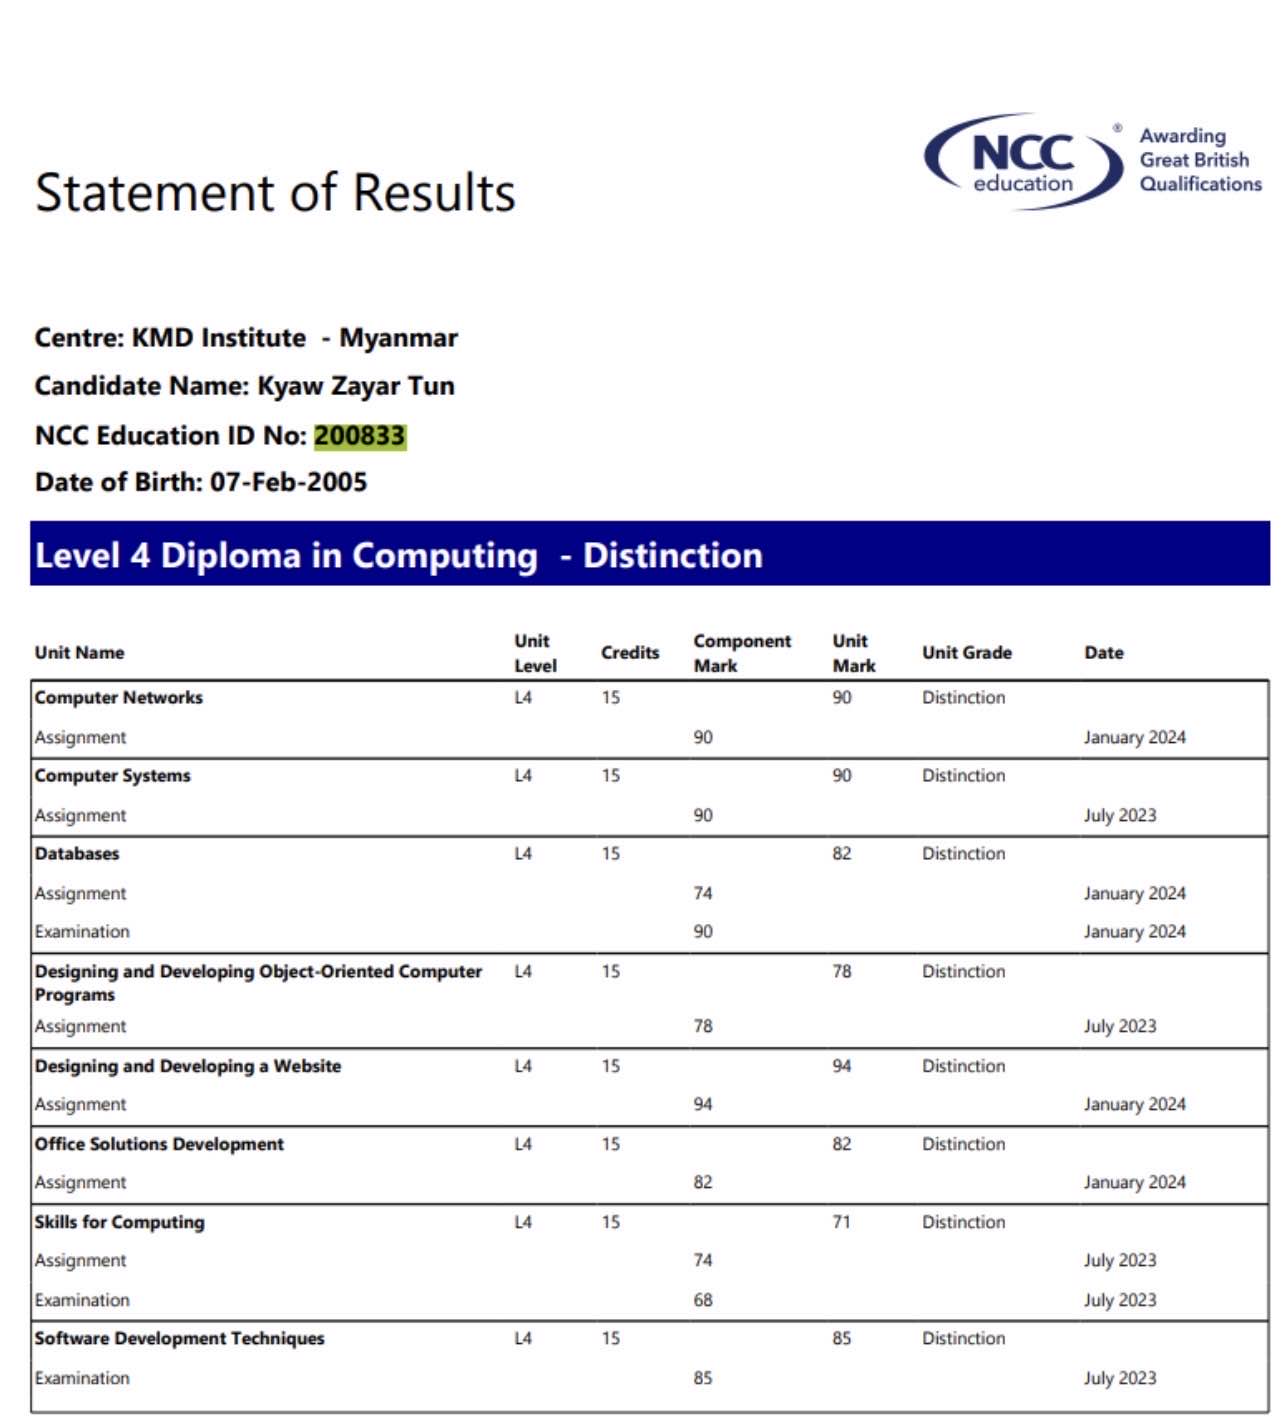 NCC
education
®
Awarding
Great British
Qualifications
Statement of Results
Centre: KMD Institute - Myanmar
Candidate Name: Kyaw Zayar Tun
NCC Education ID No: 200833
Date of Birth: 07-Feb-2005
Level 4 Diploma in Computing - Distinction
Unit Name Unit Level Credits Component Mark Unit Mark Unit Grade Date
Computer Networks L4 15 90 Distinction
Assignment 90 January 2024
Computer Systems L4 15 90 Distinction
Assignment 90 July 2023
Databases L4 15 82 Distinction
Assignment 74 January 2024
Examination 90 January 2024
Designing and Developing Object-Oriented Computer L4 15 78 Distinction
Programs
Assignment 78 July 2023
Designing and Developing a Website L4 15 94 Distinction
Assignment 94 January 2024
Office Solutions Development L4 15 82 Distinction
Assignment 82 January 2024
Skills for Computing L4 15 71 Distinction
Assignment 74 July 2023
Examination 68 July 2023
Software Development Techniques L4 15 85 Distinction
Examination 85 July 2023